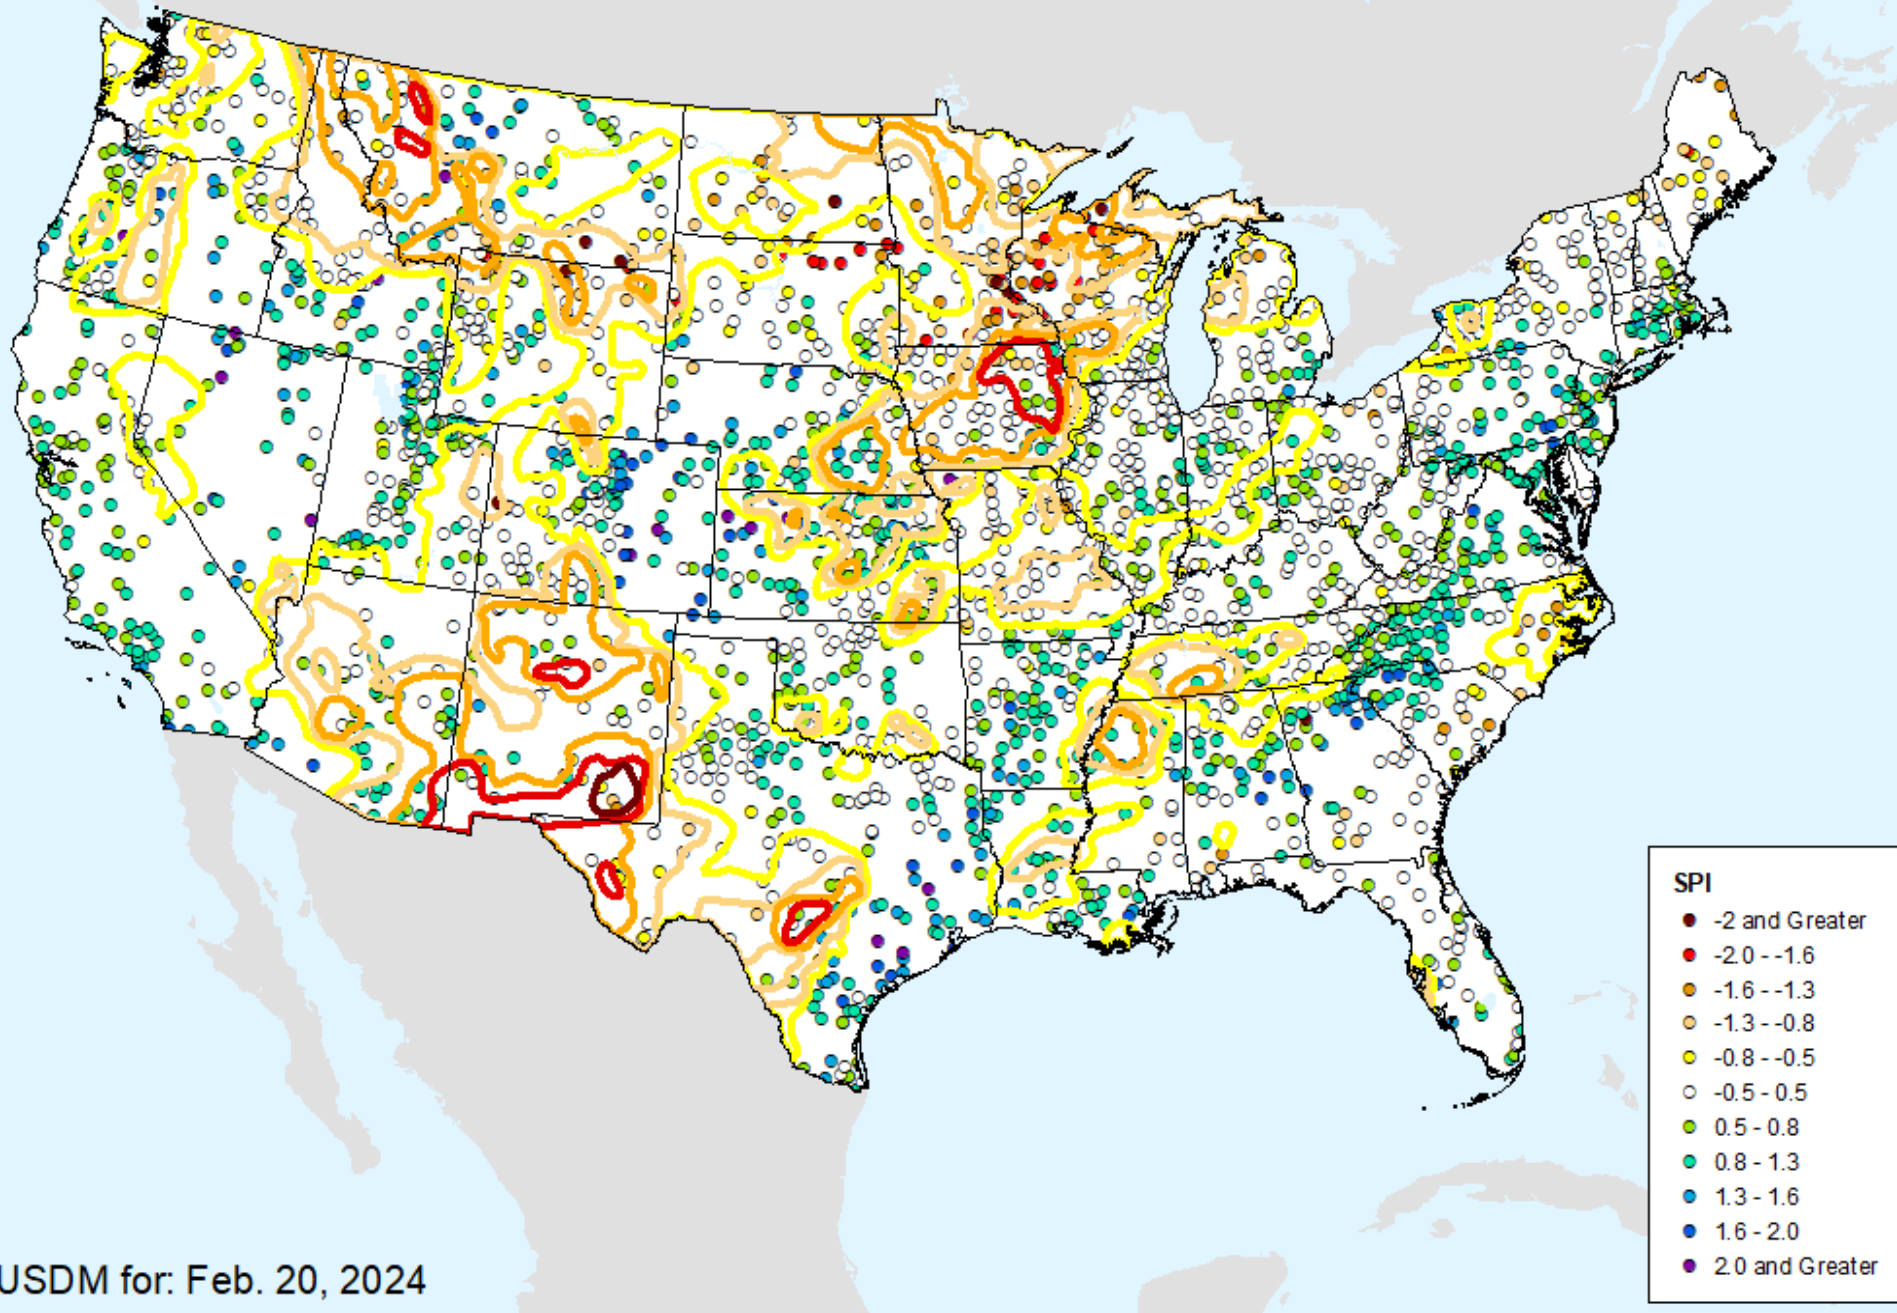 SPI
-2 and Greater
-2.0 - -1.6
-1.6 - -1.3
-1.3 - -0.8
-0.8 - -0.5
-0.5 - 0.5
0.5 - 0.8
0.8 - 1.3
1.3 - 1.6
1.6 - 2.0
2.0 and Greater
USDM for: Feb. 20, 2024